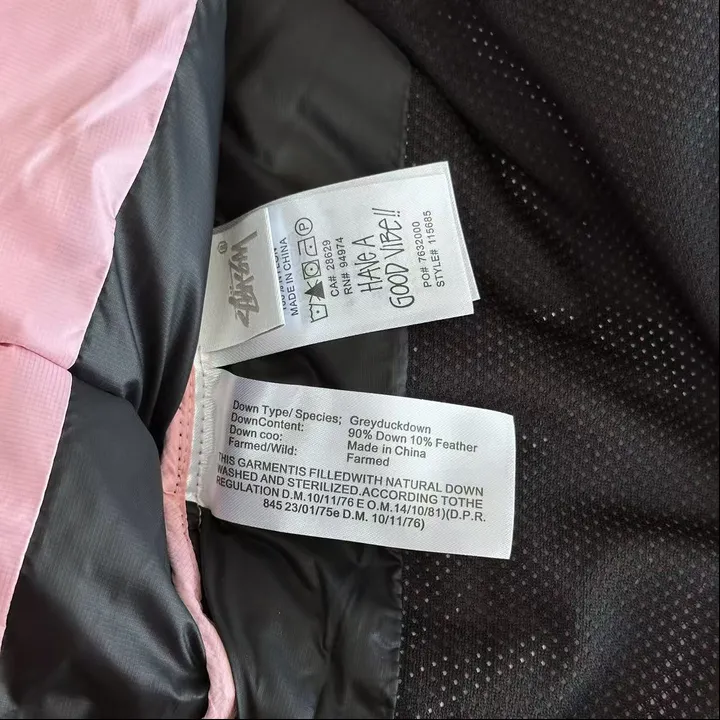 STÜSSY
®
MADE IN CHINA
CA# 28629
RN# 94974
HAVE A
GOOD VIBE!!
PO# 7632000
STYLE# 115685
Down Type/ Species; Greyduckdown
DownContent: 90% Down 10% Feather
Down coo: Made in China
Farmed/Wild: Farmed
THIS GARMENTIS FILLEDWITH NATURAL DOWN
WASHED AND STERILIZED.ACCORDING TOTHE
REGULATION D.M.10/11/76 E O.M.14/10/81)(D.P.R.
845 23/01/75e D.M. 10/11/76)